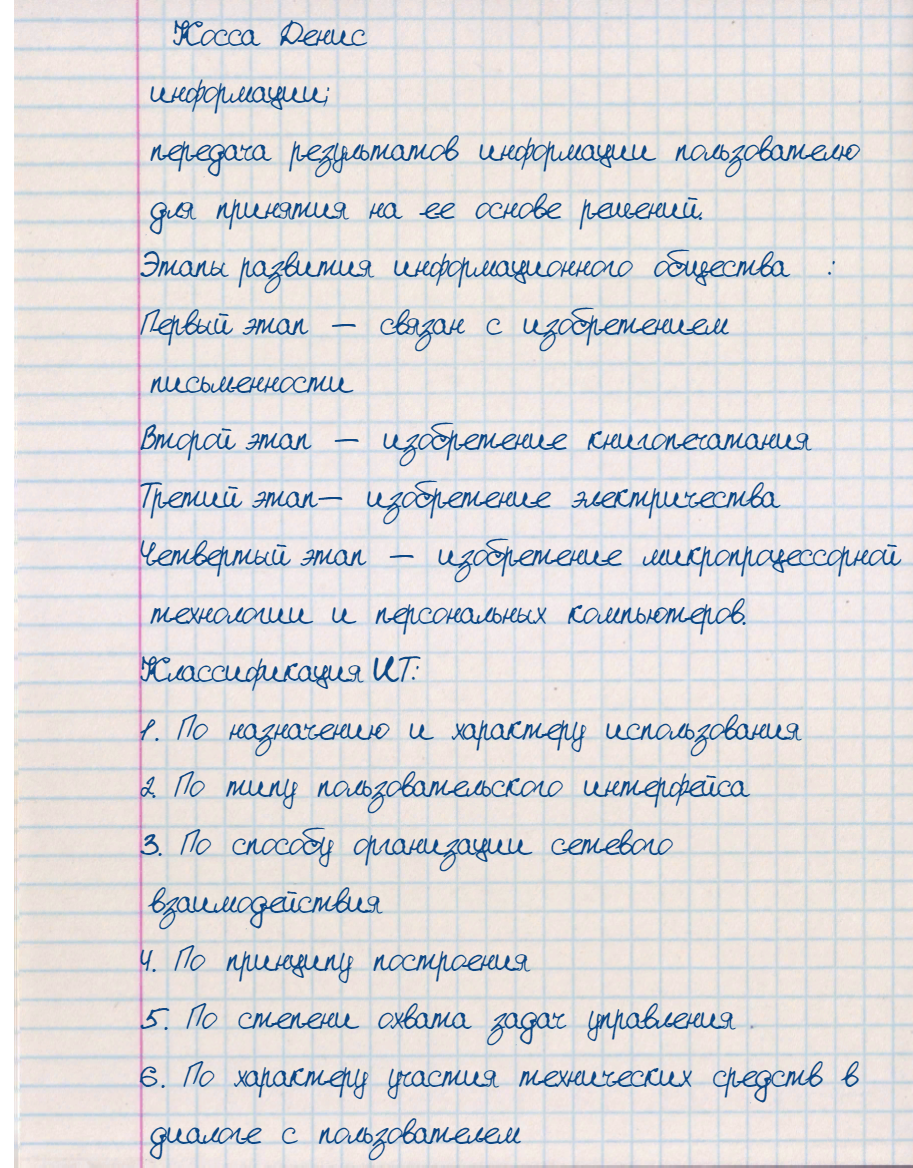 Косса Денис
информации;
передача результатов информации пользователю
для принятия на ее основе решений.
Этапы развития информационного общества :
Первый этап — связан с изобретением
письменности
Второй этап — изобретение книгопечатания
Третий этап— изобретение электричества
Четвертый этап — изобретение микропроцессорной
технологии и персональных компьютеров.
Классификация ИТ:
1. По назначению и характеру использования
2. По типу пользовательского интерфейса
3. По способу организации сетевого
взаимодействия
4. По принципу построения
5. По степени охвата задач управления
6. По характеру участия технических средств в
диалоге с пользователем